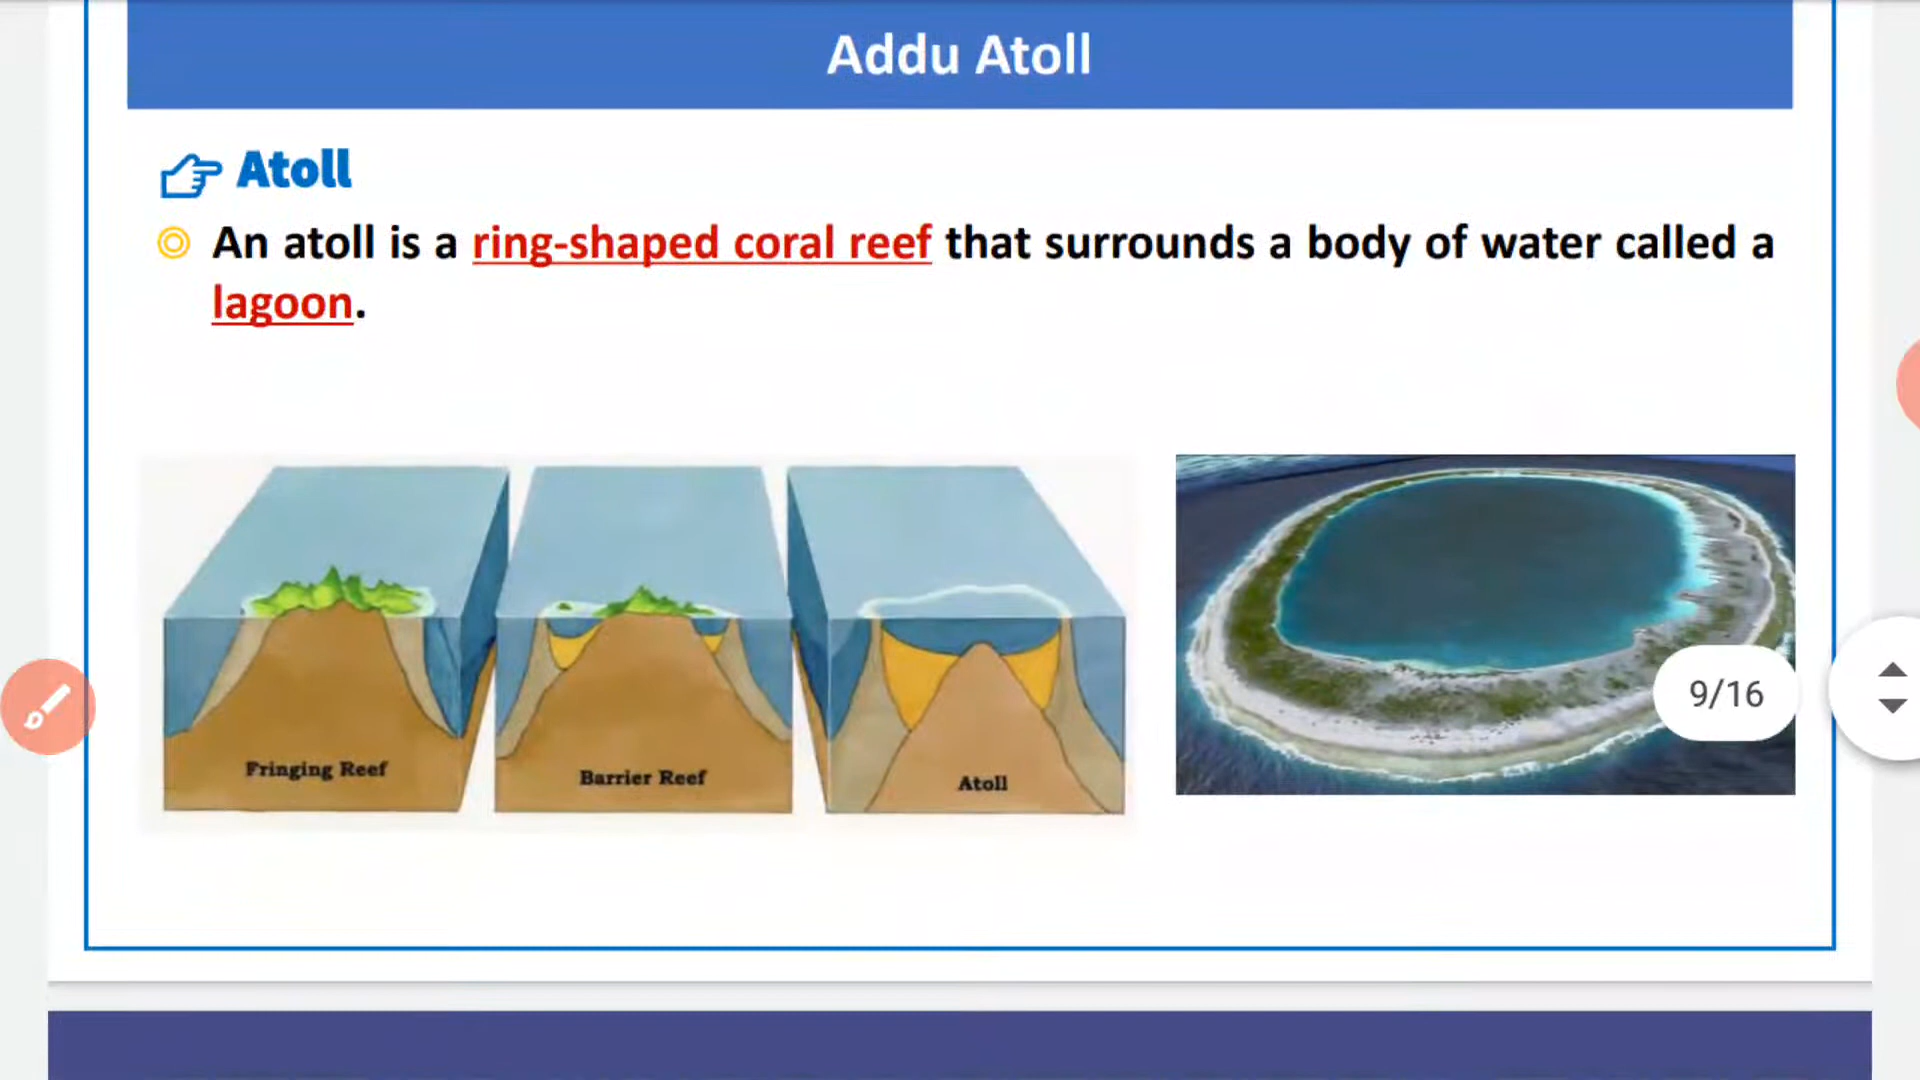 Addu Atoll
Atoll
An atoll is a ring-shaped coral reef that surrounds a body of water called a
lagoon.
Fringing Reef
Barrier Reef
Atoll
9/16